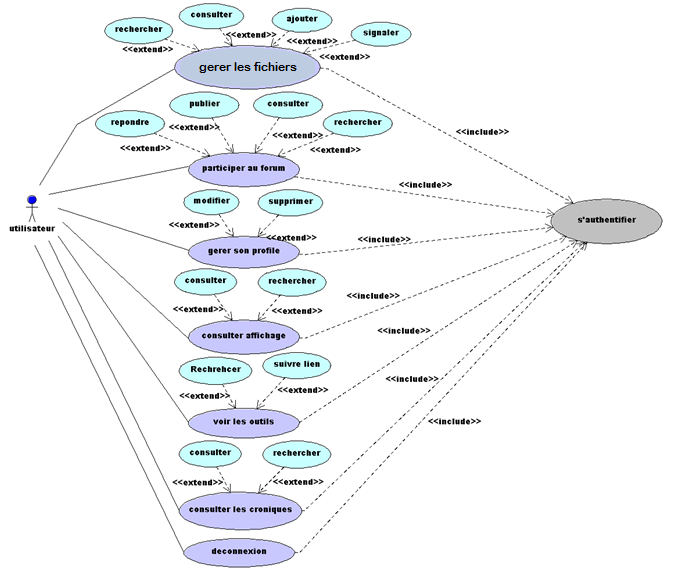 consulter
ajouter
rechercher
signaler
<<extend>>
<<extend>>
<<extend>>
<<extend>>
gerer les fichiers
publier
consulter
repondre
rechercher
<<extend>>
<<extend>>
<<extend>>
<<extend>>
<<include>>
participer au forum
<<include>>
modifier
supprimer
s'authentifier
utilisateur
<<extend>>
<<extend>>
<<include>>
gerer son profile
consulter
rechercher
<<include>>
<<extend>>
<<extend>>
consulter affichage
<<include>>
Rechrehcer
suivre lien
<<extend>>
<<extend>>
<<include>>
voir les outils
<<include>>
consulter
rechercher
<<extend>>
<<extend>>
consulter les croniques
deconnexion